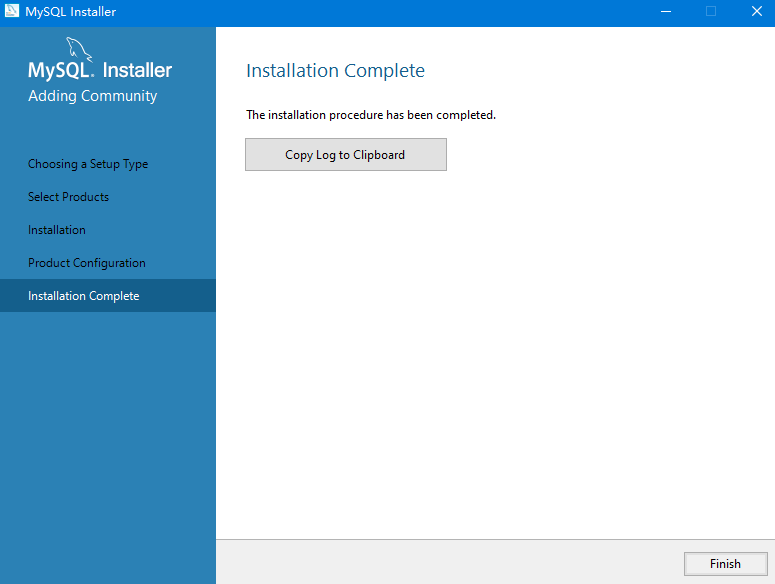 MySQL Installer
MySQL. Installer
Adding Community
Choosing a Setup Type
Select Products
Installation
Product Configuration
Installation Complete
Installation Complete
The installation procedure has been completed.
Copy Log to Clipboard
Finish